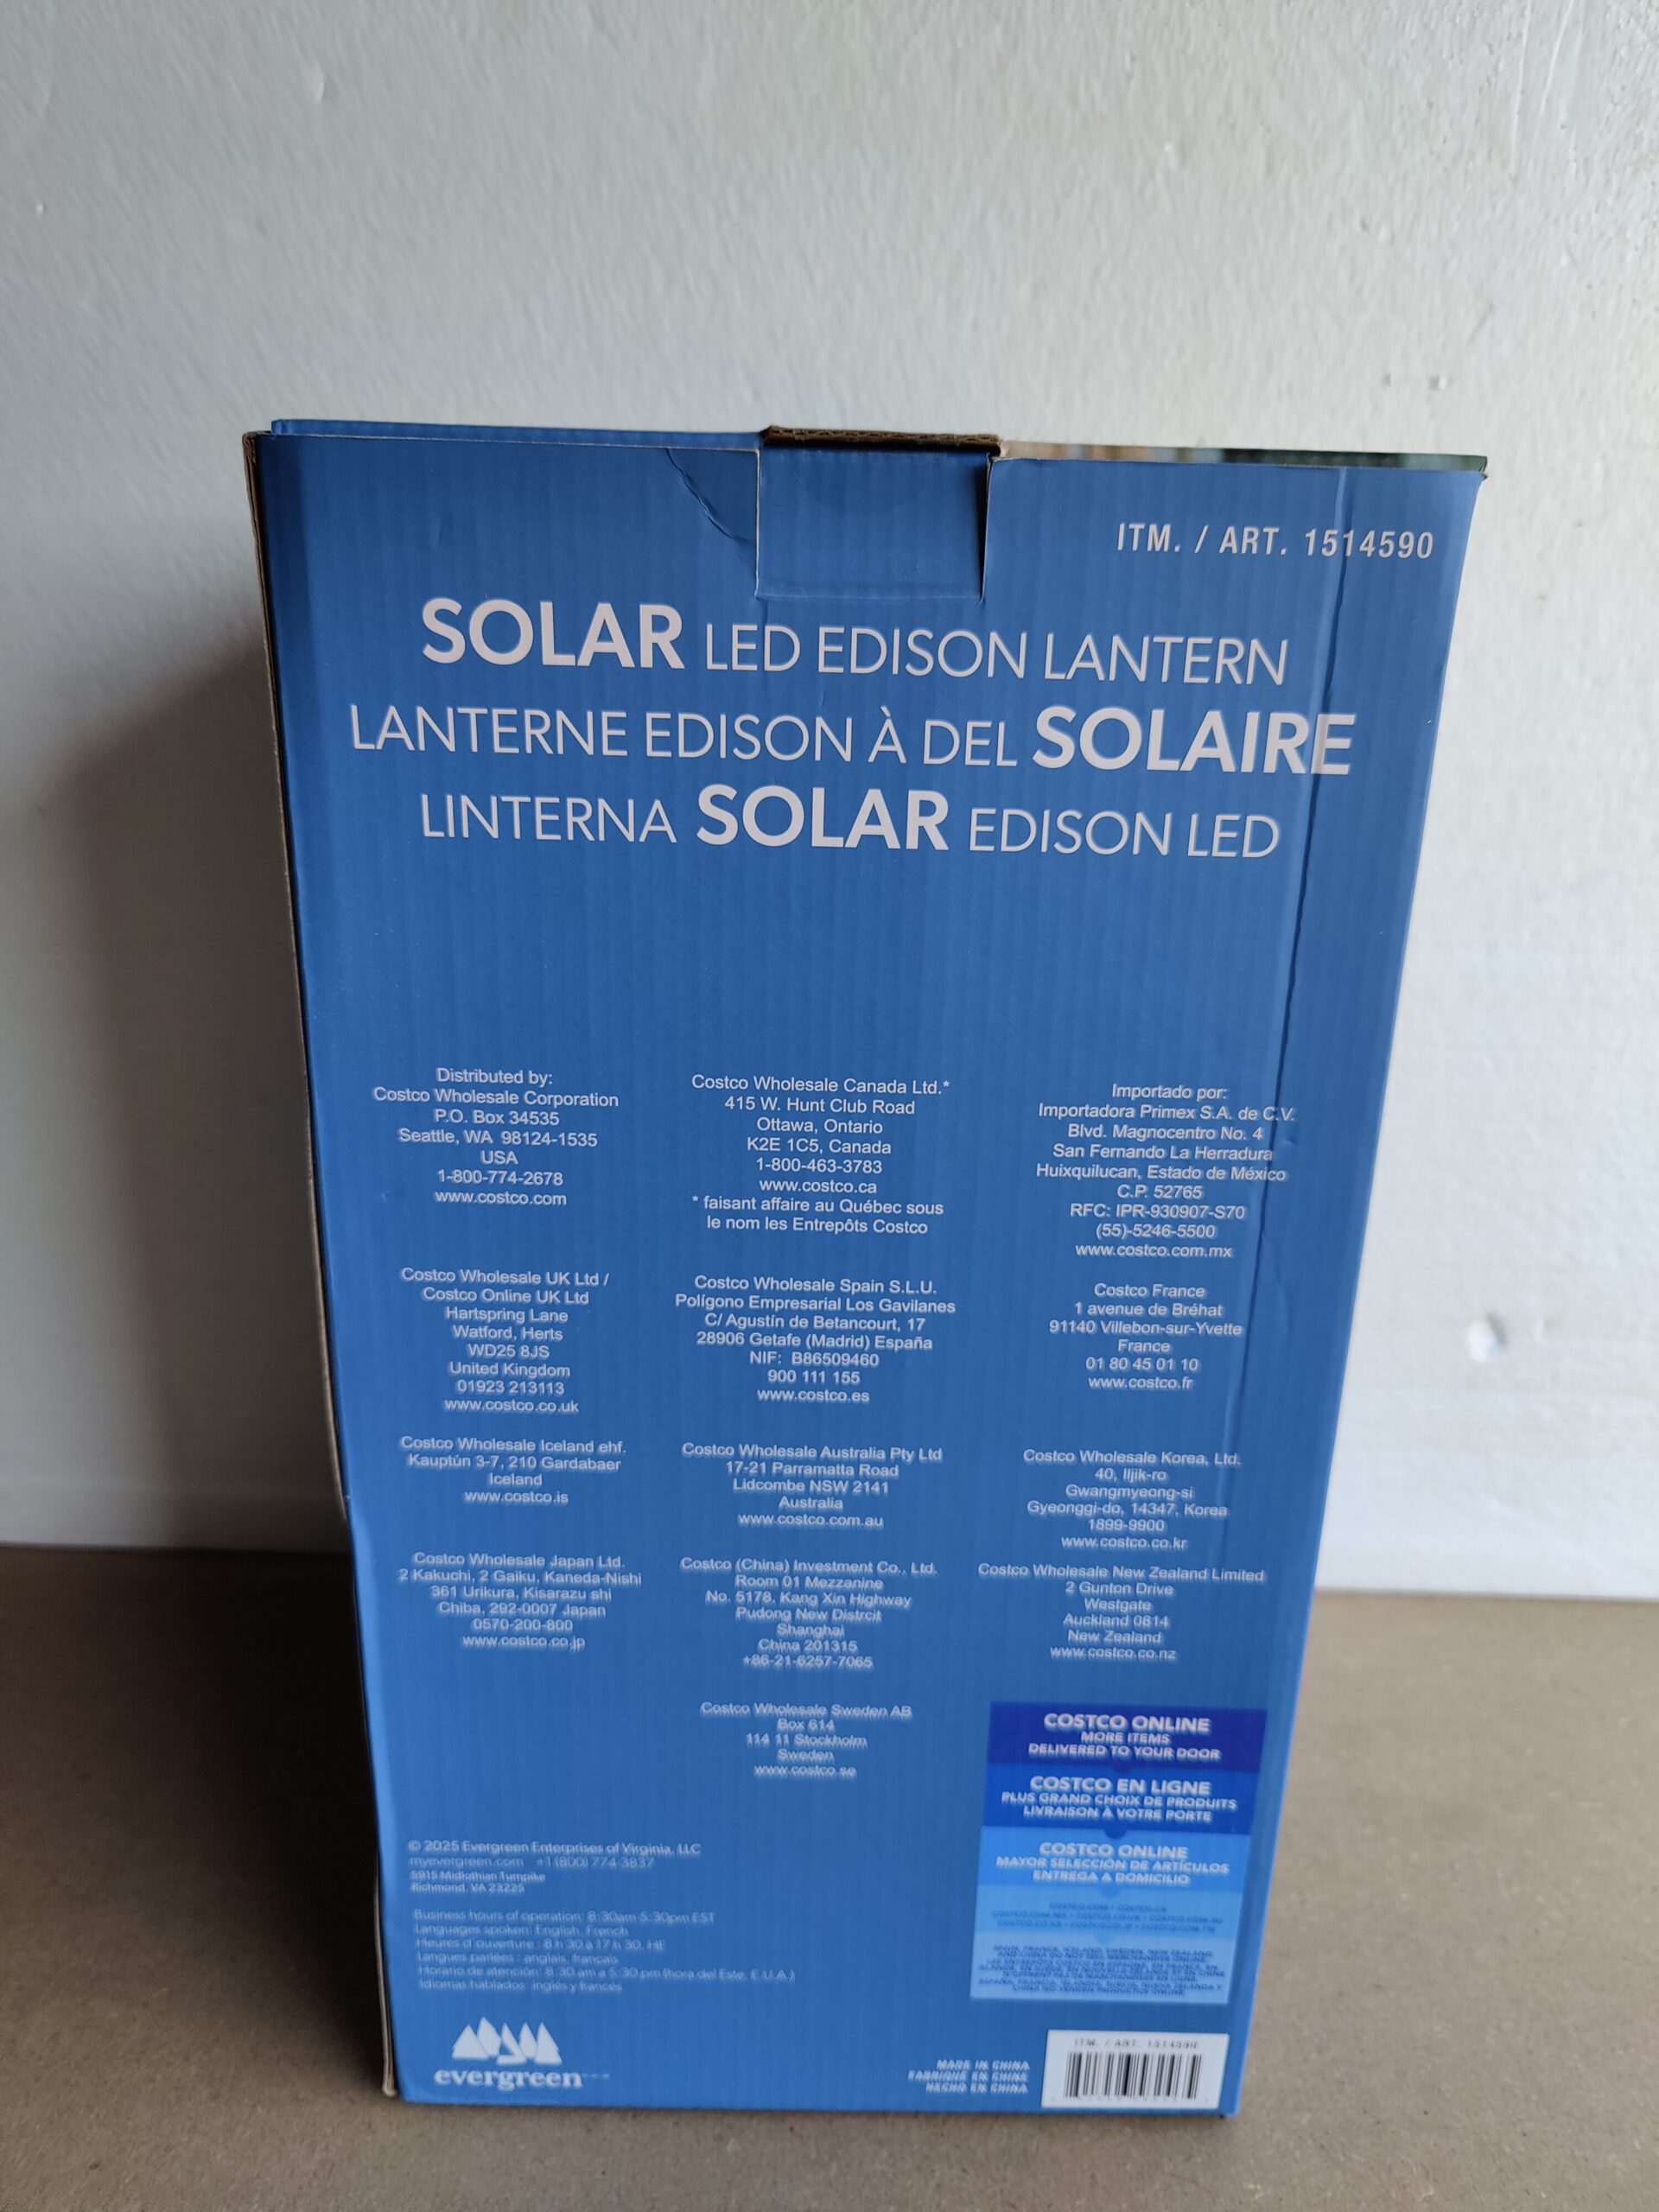 ITM. / ART. 1514590
SOLAR LED EDISON LANTERN
LANTERNE EDISON À DEL SOLAIRE
LINTERNA SOLAR EDISON LED
Distributed by:
Costco Wholesale Corporation
P.O. Box 34535
Seattle, WA 98124-1535
USA
1-800-774-2678
www.costco.com
Costco Wholesale Canada Ltd.*
415 W. Hunt Club Road
Ottawa, Ontario
K2E 1C5, Canada
1-800-463-3783
www.costco.ca
* faisant affaire au Québec sous
le nom les Entrepôts Costco
Importado por:
Importadora Primex S.A. de C.V.
Blvd. Magnocentro No. 4
San Fernando La Herradura
Huixquilucan, Estado de México
C.P. 52765
RFC: IPR-930907-S70
(55)-5246-5500
www.costco.com.mx
Costco Wholesale UK Ltd /
Costco Online UK Ltd
Hartspring Lane
Watford, Herts
WD25 8JS
United Kingdom
01923 213113
www.costco.co.uk
Costco Wholesale Spain S.L.U.
Polígono Empresarial Los Gavilanes
C/ Agustín de Betancourt, 17
28906 Getafe (Madrid) España
NIF: B86509460
900 111 155
www.costco.es
Costco France
1 avenue de Bréhat
91140 Villebon-sur-Yvette
France
01 80 45 01 10
www.costco.fr
Costco Wholesale Iceland ehf.
Kauptún 3-7, 210 Gardabaer
Iceland
www.costco.is
Costco Wholesale Australia Pty Ltd
17-21 Parramatta Road
Lidcombe NSW 2141
Australia
www.costco.com.au
Costco Wholesale Korea, Ltd.
40, Iljik-ro
Gwangmyeong-si
Gyeonggi-do, 14347, Korea
1899-9900
www.costco.co.kr
Costco Wholesale Japan Ltd.
2 Kakuchi, 2 Gaiku, Kaneda-Nishi
361 Urikura, Kisarazu shi
Chiba, 292-0007 Japan
0570-200-800
www.costco.co.jp
Costco (China) Investment Co., Ltd.
Room 01 Mezzanine
No. 5178, Kang Xin Highway
Pudong New Distrcit
Shanghai
China 201315
+86-21-6257-7065
Costco Wholesale New Zealand Limited
2 Gunton Drive
Westgate
Auckland 0814
New Zealand
www.costco.co.nz
Costco Wholesale Sweden AB
Box 614
114 11 Stockholm
Sweden
www.costco.se
COSTCO ONLINE
MORE ITEMS
DELIVERED TO YOUR DOOR
COSTCO EN LIGNE
PLUS GRAND CHOIX DE PRODUITS
LIVRAISON À VOTRE PORTE
COSTCO ONLINE
MAYOR SELECCIÓN DE ARTÍCULOS
ENTREGA A DOMICILIO
© 2025 Evergreen Enterprises of Virginia, LLC
myevergreen.com +1 (800) 774-3837
5915 Midlothian Turnpike
Richmond, VA 23225
Business hours of operation: 8:30am-5:30pm EST
Languages spoken: English, French
Heures d'ouverture : 8 h 30 à 17 h 30, HE
Langues parlées : anglais, français
Horario de atención: 8:30 am a 5:30 pm (hora del Este, E.U.A.)
Idiomas hablados: inglés y francés
evergreen
MADE IN CHINA
FABRIQUÉ EN CHINE
HECHO EN CHINA
ITM. / ART. 1514590